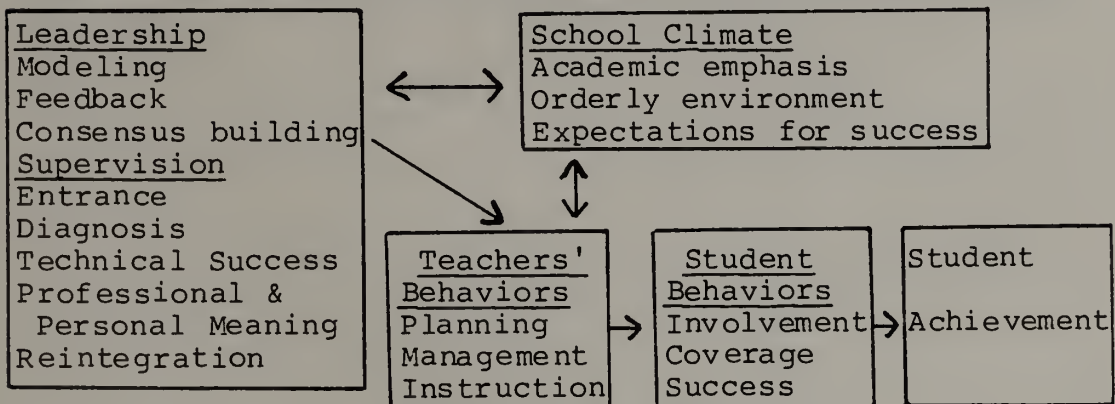 Leadership
Modeling
Feedback
Consensus building
Supervision
Entrance
Diagnosis
Technical Success
Professional &
Personal Meaning
Reintegration
School Climate
Academic emphasis
Orderly environment
Expectations for success
Teachers'
Behaviors
Planning
Management
Instruction
Student
Behaviors
Involvement
Coverage
Success
Student
Achievement